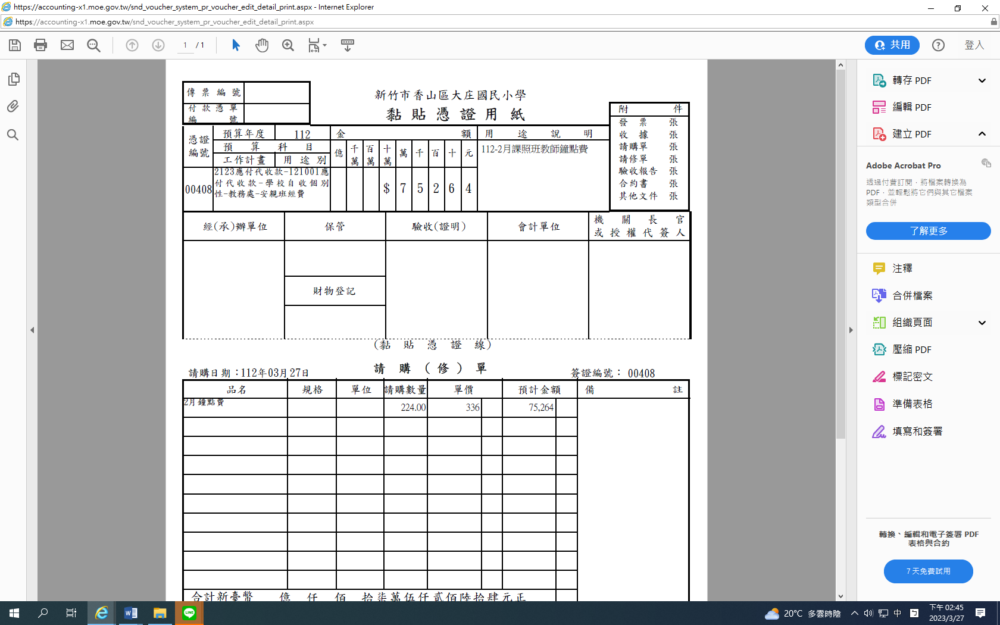 https://accounting-x1.moe.gov.tw/snd_voucher_system_pr_voucher_edit_detail_print.aspx - Internet Explorer
https://accounting-x1.moe.gov.tw/snd_voucher_system_pr_voucher_edit_detail_print.aspx
1 / 1
共用
登入
傳票編號
付款憑單
編號
新竹市香山區大庄國民小學
黏貼憑證用紙
附件
發票 張
收據 張
請購單 張
請修單 張
驗收報告 張
合約書 張
其他文件 張
憑證
編號
預算年度 112
預算科目
工作計畫 用途別
金額
億 千萬 百萬 十萬 萬 千 百 十 元
用途說明
00408
2123應付代收款-121001應
付代收款-學校自收個別
性-教務處-安親班經費
$ 7 5 2 6 4
112-2月課照班教師鐘點費
經(承)辦單位 保管 驗收(證明) 會計單位
機關長官
或授權代簽人
財物登記
(黏貼憑證線)
請購(修)單
請購日期：112年03月27日
簽證編號： 00408
品名 規格 單位 請購數量 單價 預計金額 備註
2月鐘點費 224.00 336 75,264
合計新臺幣 億 仟 佰 拾柒萬伍仟貳佰陸拾肆元正
轉存 PDF
編輯 PDF
建立 PDF
Adobe Acrobat Pro
透過付費訂閱，將檔案轉換為
PDF，並輕鬆將它們與其它檔案
類型合併
了解更多
注釋
合併檔案
組織頁面
壓縮 PDF
標記密文
準備表格
填寫和簽署
轉換、編輯和電子簽署 PDF
表格與合約
7 天免費試用
LINE
20°C 多雲時陰
中
下午 02:45
2023/3/27